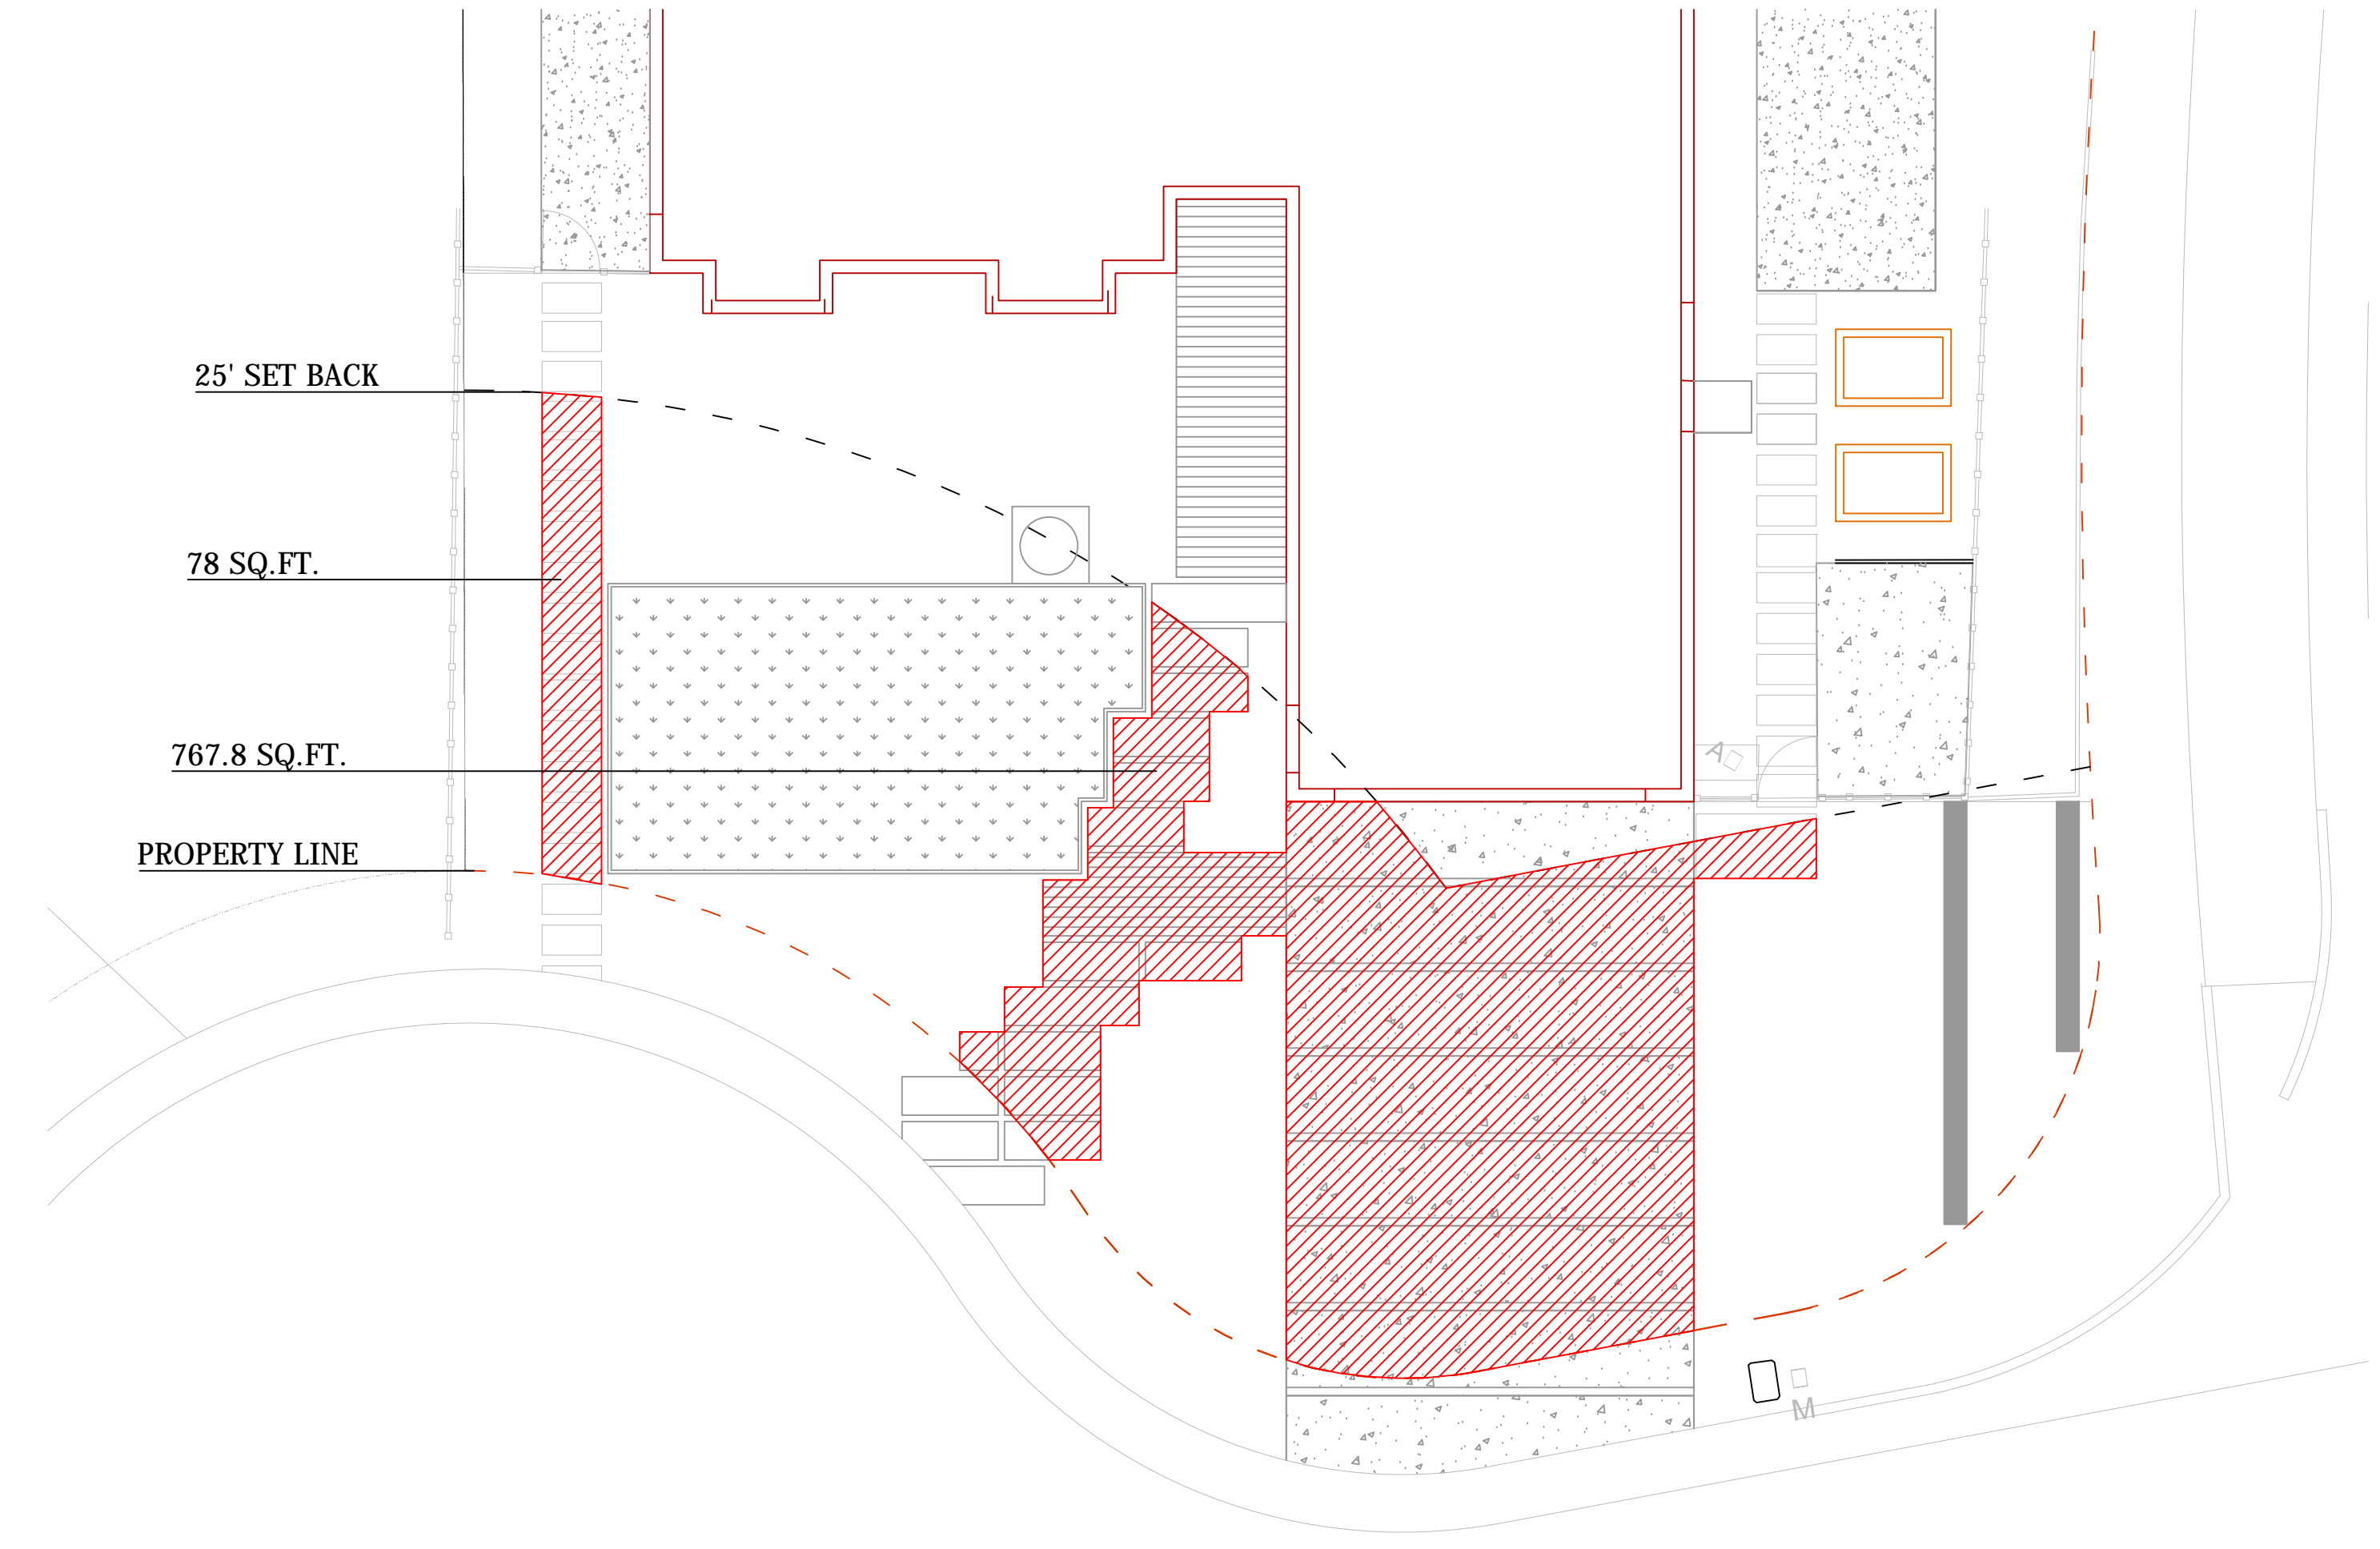 25' SET BACK
78 SQ.FT.
767.8 SQ.FT.
A
PROPERTY LINE
M